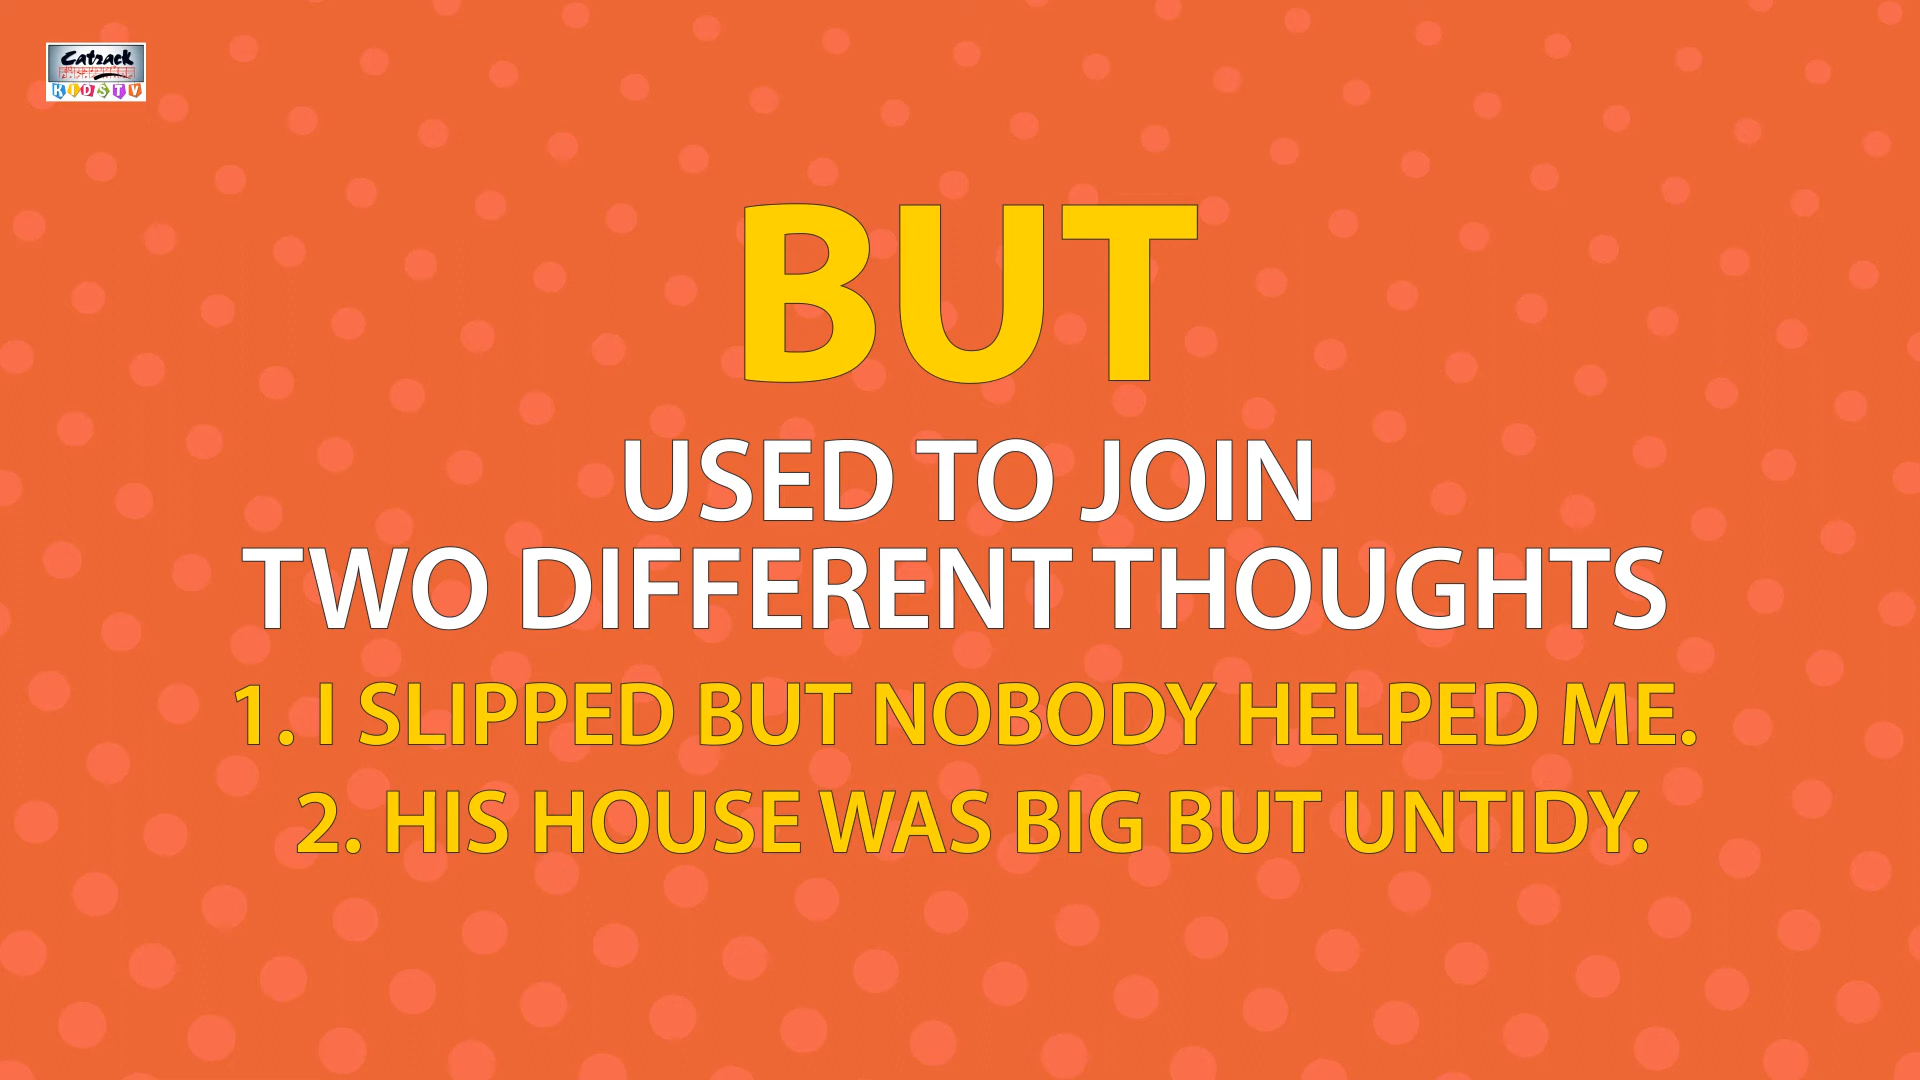 Catrack
KIDS TV
BUT
USED TO JOIN
TWO DIFFERENT THOUGHTS
1. I SLIPPED BUT NOBODY HELPED ME.
2. HIS HOUSE WAS BIG BUT UNTIDY.